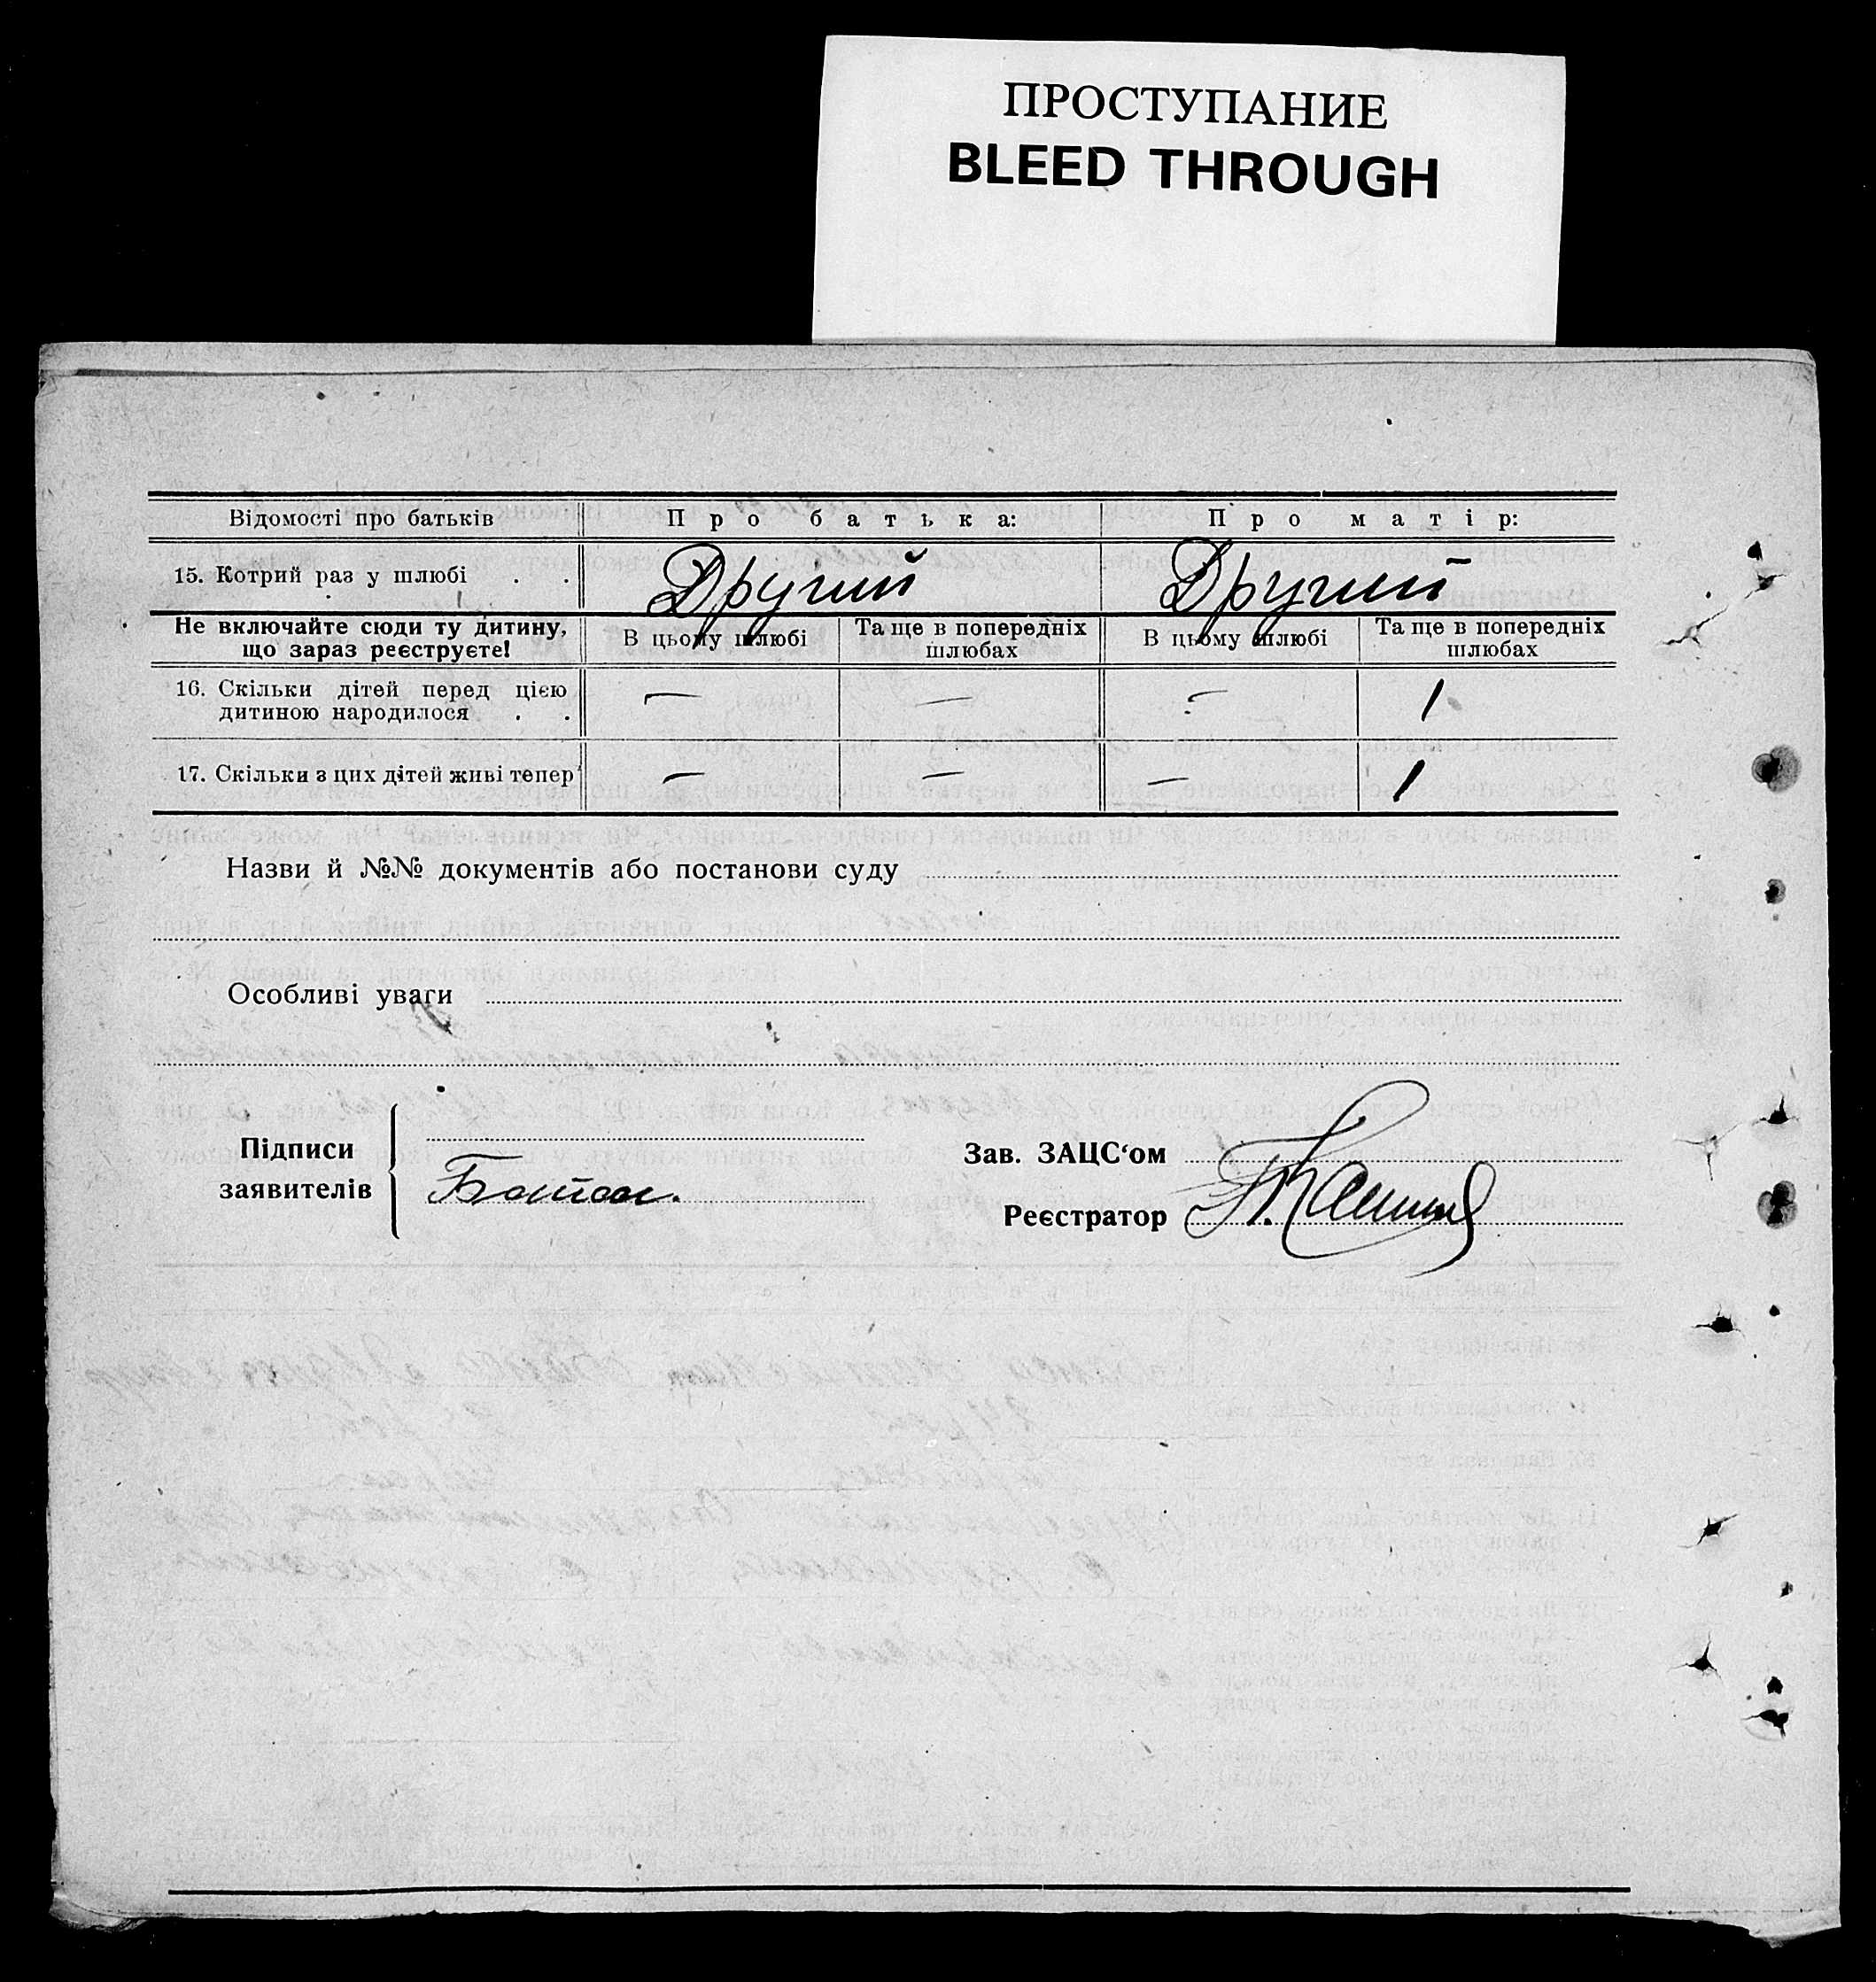 ПРОСТУПАНИЕ
BLEED THROUGH
Відомості про батьків Про батька: Про матір:
15. Котрий раз у шлюбі . . Другий Другий
Не включайте сюди ту дитину, що зараз реєструєте! В цьому шлюбі Та ще в попередніх шлюбах В цьому шлюбі Та ще в попередніх шлюбах
16. Скільки дітей перед цією
дитиною народилося . . — — — 1
17. Скільки з цих дітей живі тепер — — — 1
Назви й №№ документів або постанови суду
Особливі уваги
Підписи
заявителів
Зав. ЗАЦС‘ом
Реєстратор